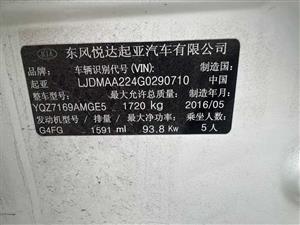 KIA 东风悦达起亚汽车有限公司
品牌: 车辆识别代号(VIN): 制造国:
起亚 LJDMAA224G0290710 中国
整车型号: 最大允许总质量: 制造年月:
YQZ7169AMGE5 1720 kg 2016/05
发动机型号/排量/最大净功率: 乘坐人数:
G4FG 1591 ml 93.8 Kw 5人